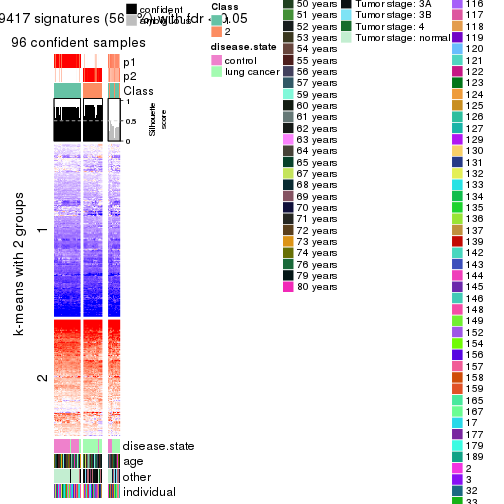 9417 signatures (56 %) with fdr < 0.05
96 confident samples
confident
Class
1
2
disease.state
control
lung cancer
p1
p2
Class
1
0.5
0
Silhouette
score
k-means with 2 groups
1
2
disease.state
age
other
individual
50 years
51 years
52 years
53 years
54 years
55 years
56 years
57 years
59 years
60 years
61 years
62 years
63 years
64 years
65 years
67 years
68 years
69 years
70 years
71 years
72 years
73 years
74 years
76 years
79 years
80 years
Tumor stage: 3A
Tumor stage: 3B
Tumor stage: 4
Tumor stage: normal
116
117
118
119
120
121
122
123
124
125
126
127
129
130
131
132
133
134
135
136
137
139
142
143
144
145
146
148
149
152
154
156
157
158
159
165
167
17
177
179
189
2
3
32
33